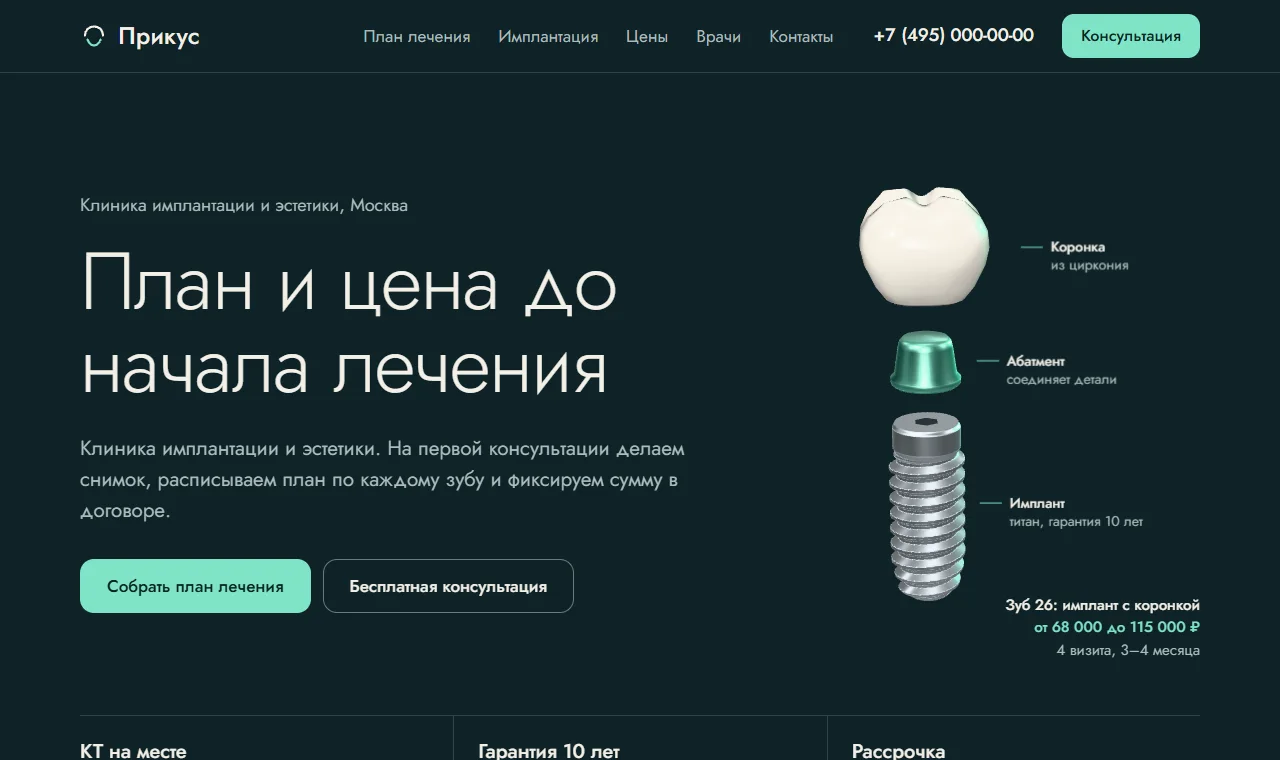 Прикус
План лечения Имплантация Цены Врачи Контакты +7 (495) 000-00-00 Консультация
Клиника имплантации и эстетики, Москва
План и цена до
начала лечения
Клиника имплантации и эстетики. На первой консультации делаем
снимок, расписываем план по каждому зубу и фиксируем сумму в
договоре.
Собрать план лечения Бесплатная консультация
Коронка
из циркония
Абатмент
соединяет детали
Имплант
титан, гарантия 10 лет
Зуб 26: имплант с коронкой
от 68 000 до 115 000 ₽
4 визита, 3–4 месяца
КТ на месте Гарантия 10 лет Рассрочка